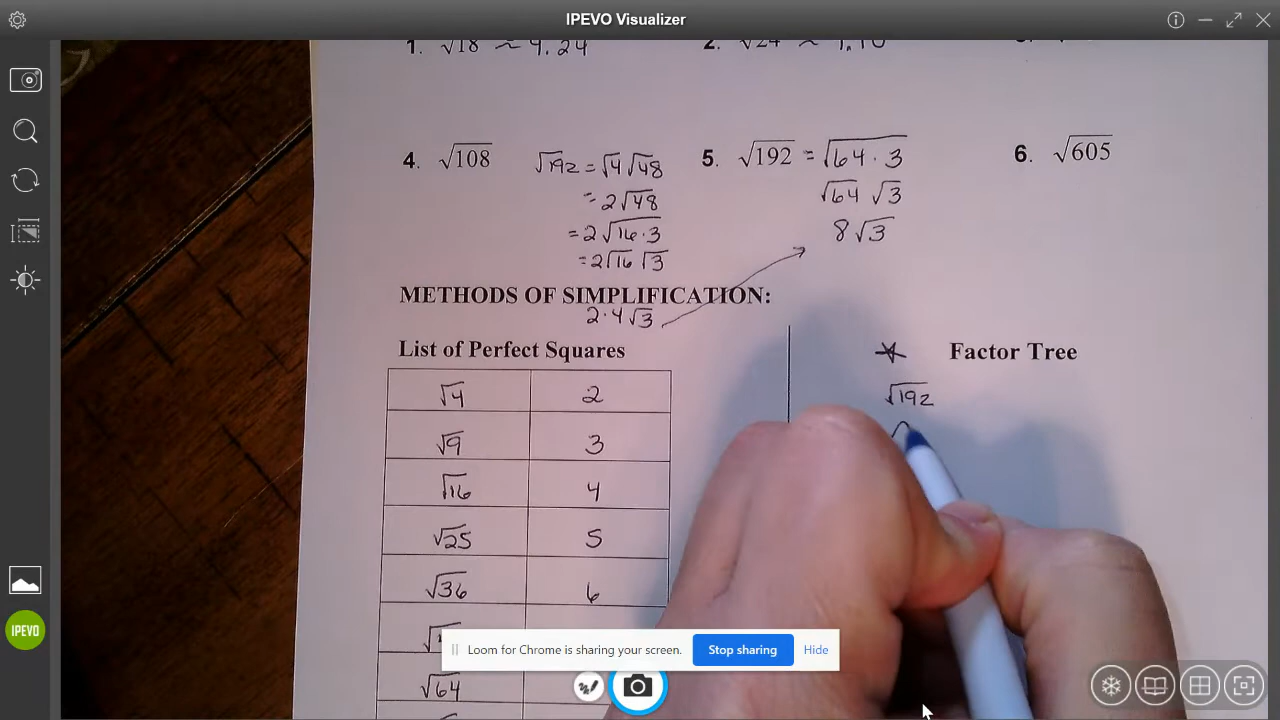 IPEVO Visualizer
1. √18 ≈ 4.24
2. √24 ≈
4. √108
√192 = √4 √48
= 2√48
= 2√16·3
= 2√16 √3
2·4√3
5. √192 = √64·3
√64 √3
8√3
6. √605
METHODS OF SIMPLIFICATION:
List of Perfect Squares
√4 2
√9 3
√16 4
√25 5
√36 6
√64
Factor Tree
√192
Loom for Chrome is sharing your screen. Stop sharing Hide
IPEVO